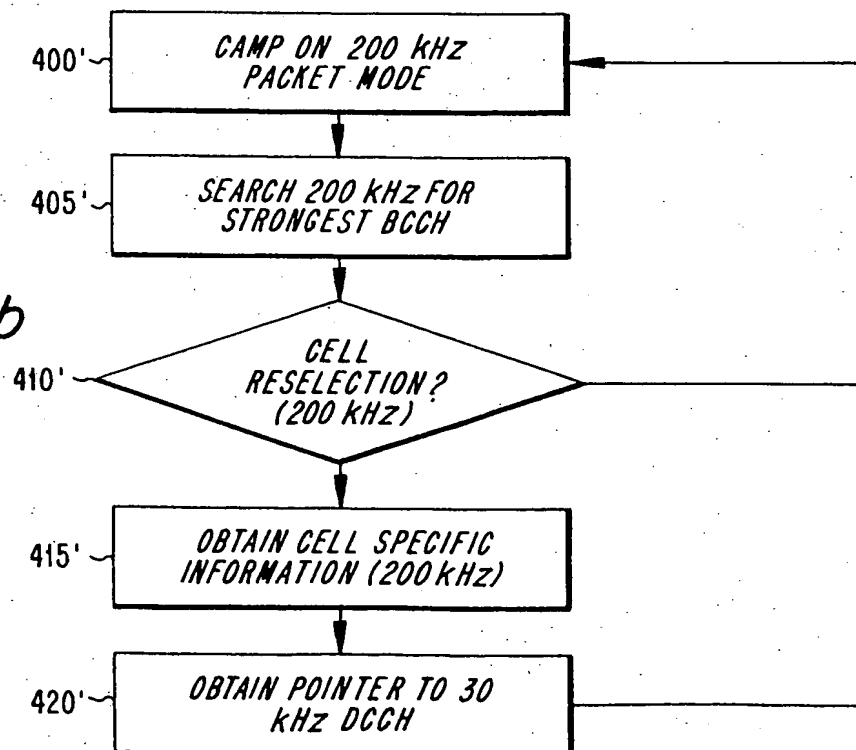 400' CAMP ON 200 kHz
PACKET MODE
405' SEARCH 200 kHz FOR
STRONGEST BCCH
b
410' CELL
RESELECTION?
(200 kHz)
415' OBTAIN CELL SPECIFIC
INFORMATION (200 kHz)
420' OBTAIN POINTER TO 30
kHz DCCH